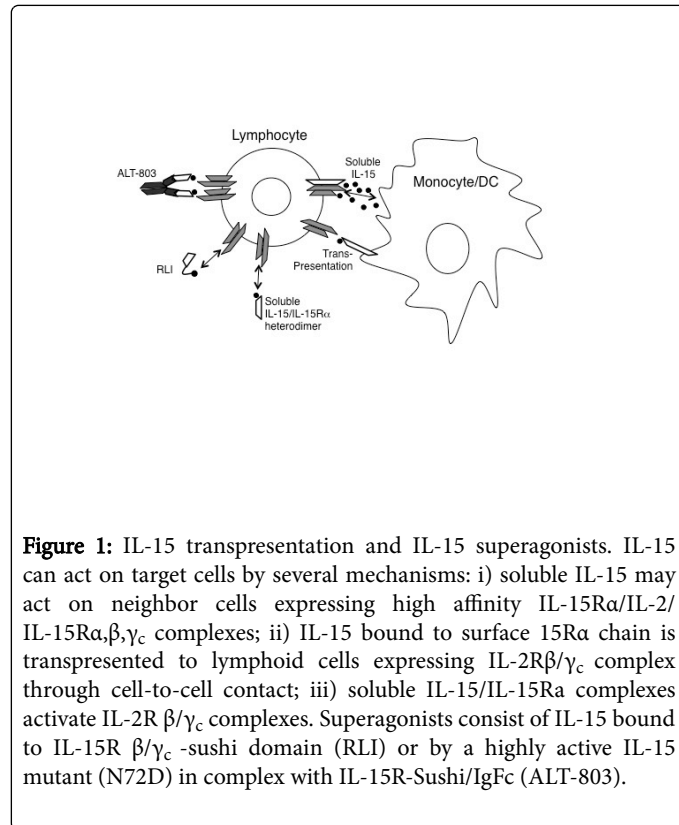 Lymphocyte
ALT-803
Soluble
IL-15
Monocyte/DC
Trans-
Presentation
RLI
Soluble
IL-15/IL-15Rα
heterodimer
Figure 1: IL-15 transpresentation and IL-15 superagonists. IL-15
can act on target cells by several mechanisms: i) soluble IL-15 may
act on neighbor cells expressing high affinity IL-15Rα/IL-2/
IL-15Rα,β,γc complexes; ii) IL-15 bound to surface 15Rα chain is
transpresented to lymphoid cells expressing IL-2Rβ/γc complex
through cell-to-cell contact; iii) soluble IL-15/IL-15Ra complexes
activate IL-2R β/γc complexes. Superagonists consist of IL-15 bound
to IL-15R β/γc -sushi domain (RLI) or by a highly active IL-15
mutant (N72D) in complex with IL-15R-Sushi/IgFc (ALT-803).